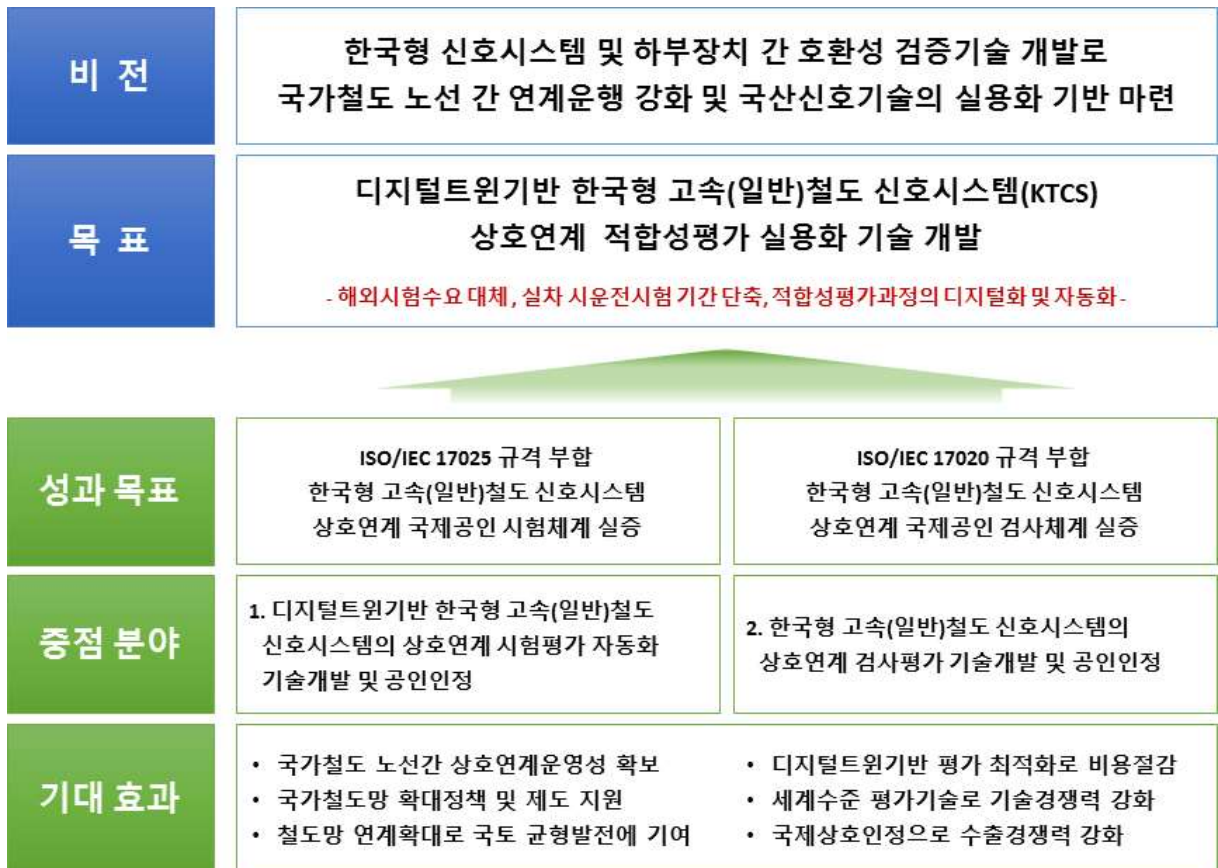 비 전
한국형 신호시스템 및 하부장치 간 호환성 검증기술 개발로
국가철도 노선 간 연계운행 강화 및 국산신호기술의 실용화 기반 마련
목 표
디지털트윈기반 한국형 고속(일반)철도 신호시스템(KTCS)
상호연계 적합성평가 실용화 기술 개발
- 해외시험수요 대체, 실차 시운전시험 기간 단축, 적합성평가과정의 디지털화 및 자동화 -
성과 목표
ISO/IEC 17025 규격 부합
한국형 고속(일반)철도 신호시스템
상호연계 국제공인 시험체계 실증
ISO/IEC 17020 규격 부합
한국형 고속(일반)철도 신호시스템
상호연계 국제공인 검사체계 실증
중점 분야
1. 디지털트윈기반 한국형 고속(일반)철도
신호시스템의 상호연계 시험평가 자동화
기술개발 및 공인인정
2. 한국형 고속(일반)철도 신호시스템의
상호연계 검사평가 기술개발 및 공인인정
기대 효과
• 국가철도 노선간 상호연계운영성 확보
• 국가철도망 확대정책 및 제도 지원
• 철도망 연계확대로 국토 균형발전에 기여
• 디지털트윈기반 평가 최적화로 비용절감
• 세계수준 평가기술로 기술경쟁력 강화
• 국제상호인정으로 수출경쟁력 강화